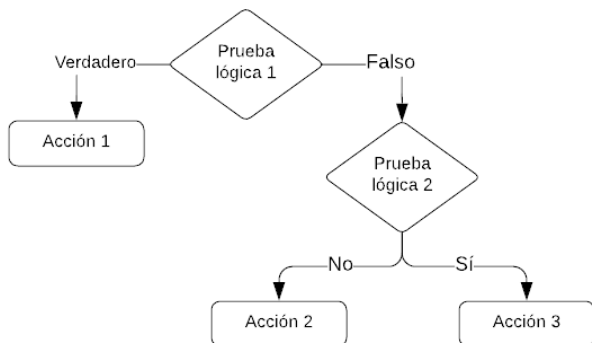 Prueba
lógica 1
Verdadero
Falso
Acción 1
Prueba
lógica 2
No
Sí
Acción 2
Acción 3